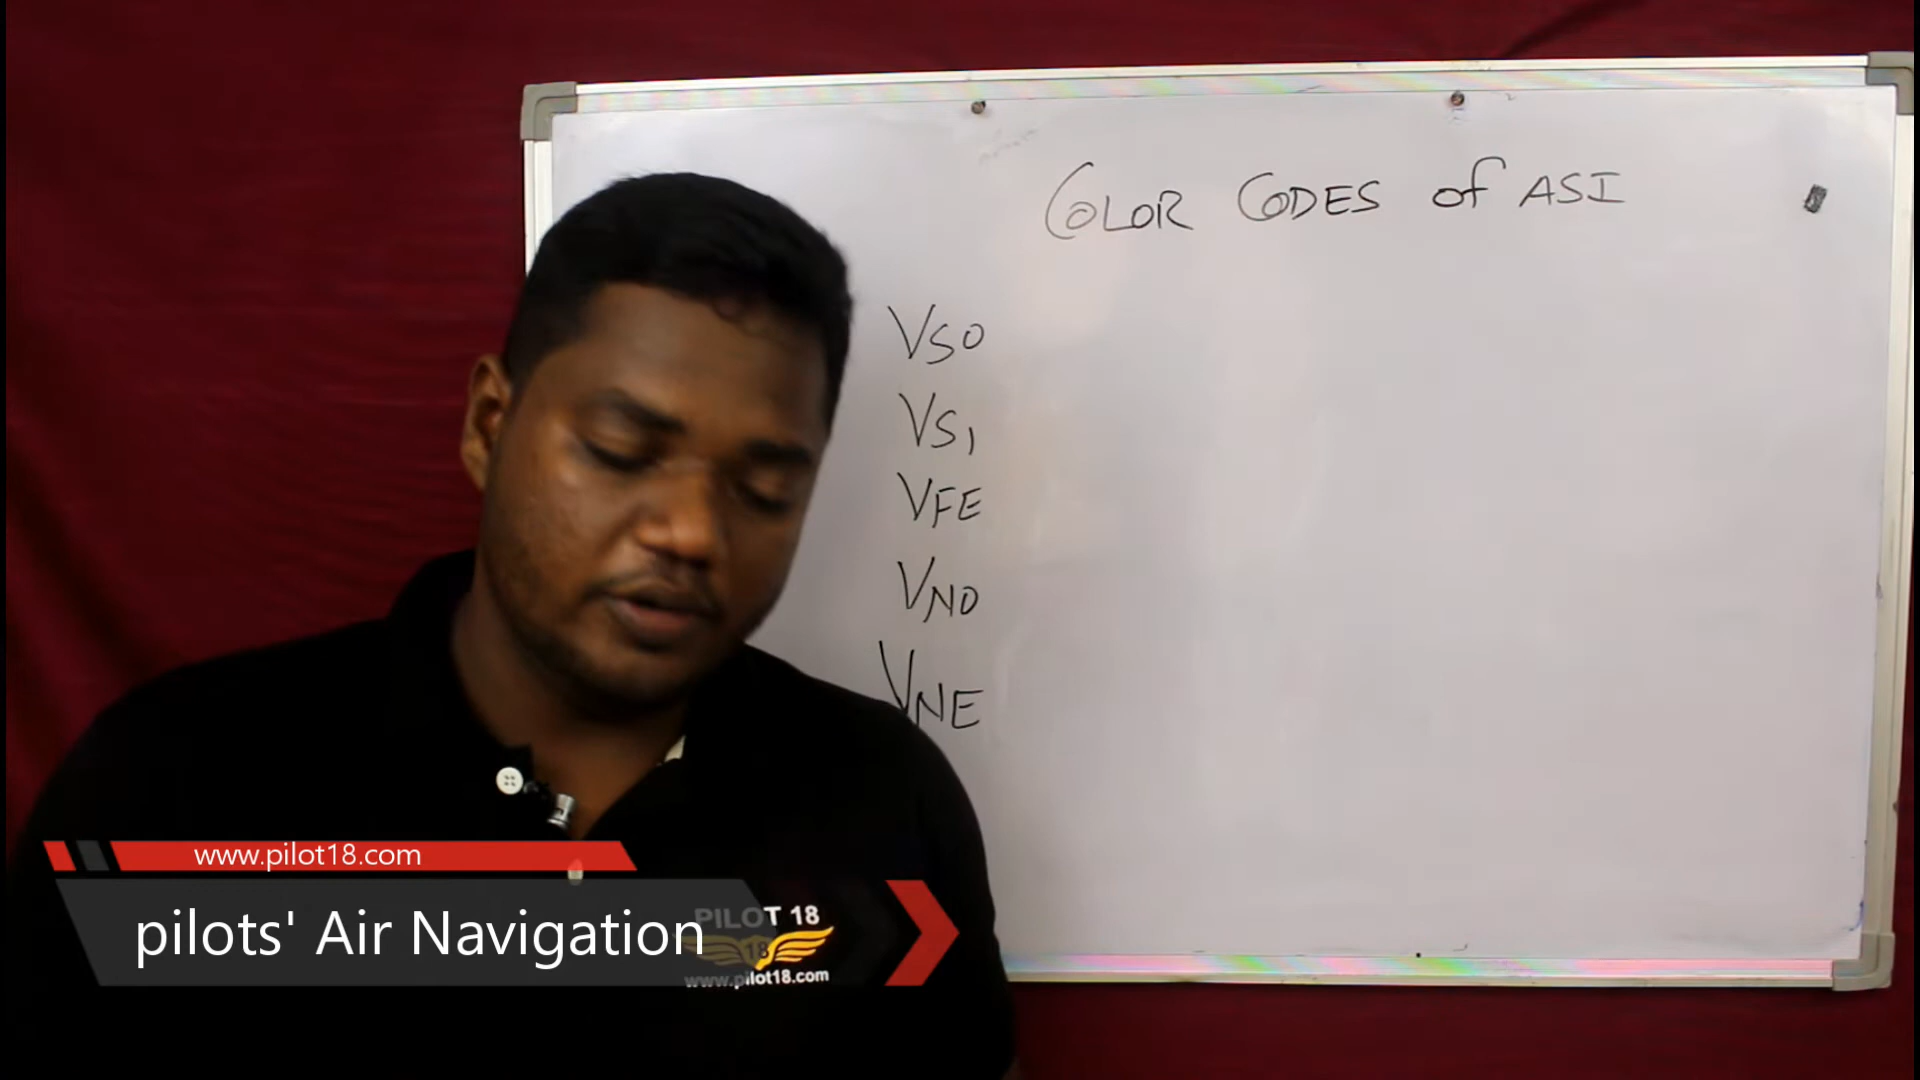 COLOR CODES of ASI
VSO
VS1
VFE
VNO
VNE
www.pilot18.com
pilots' Air Navigation
PILOT 18
18
www.pilot18.com